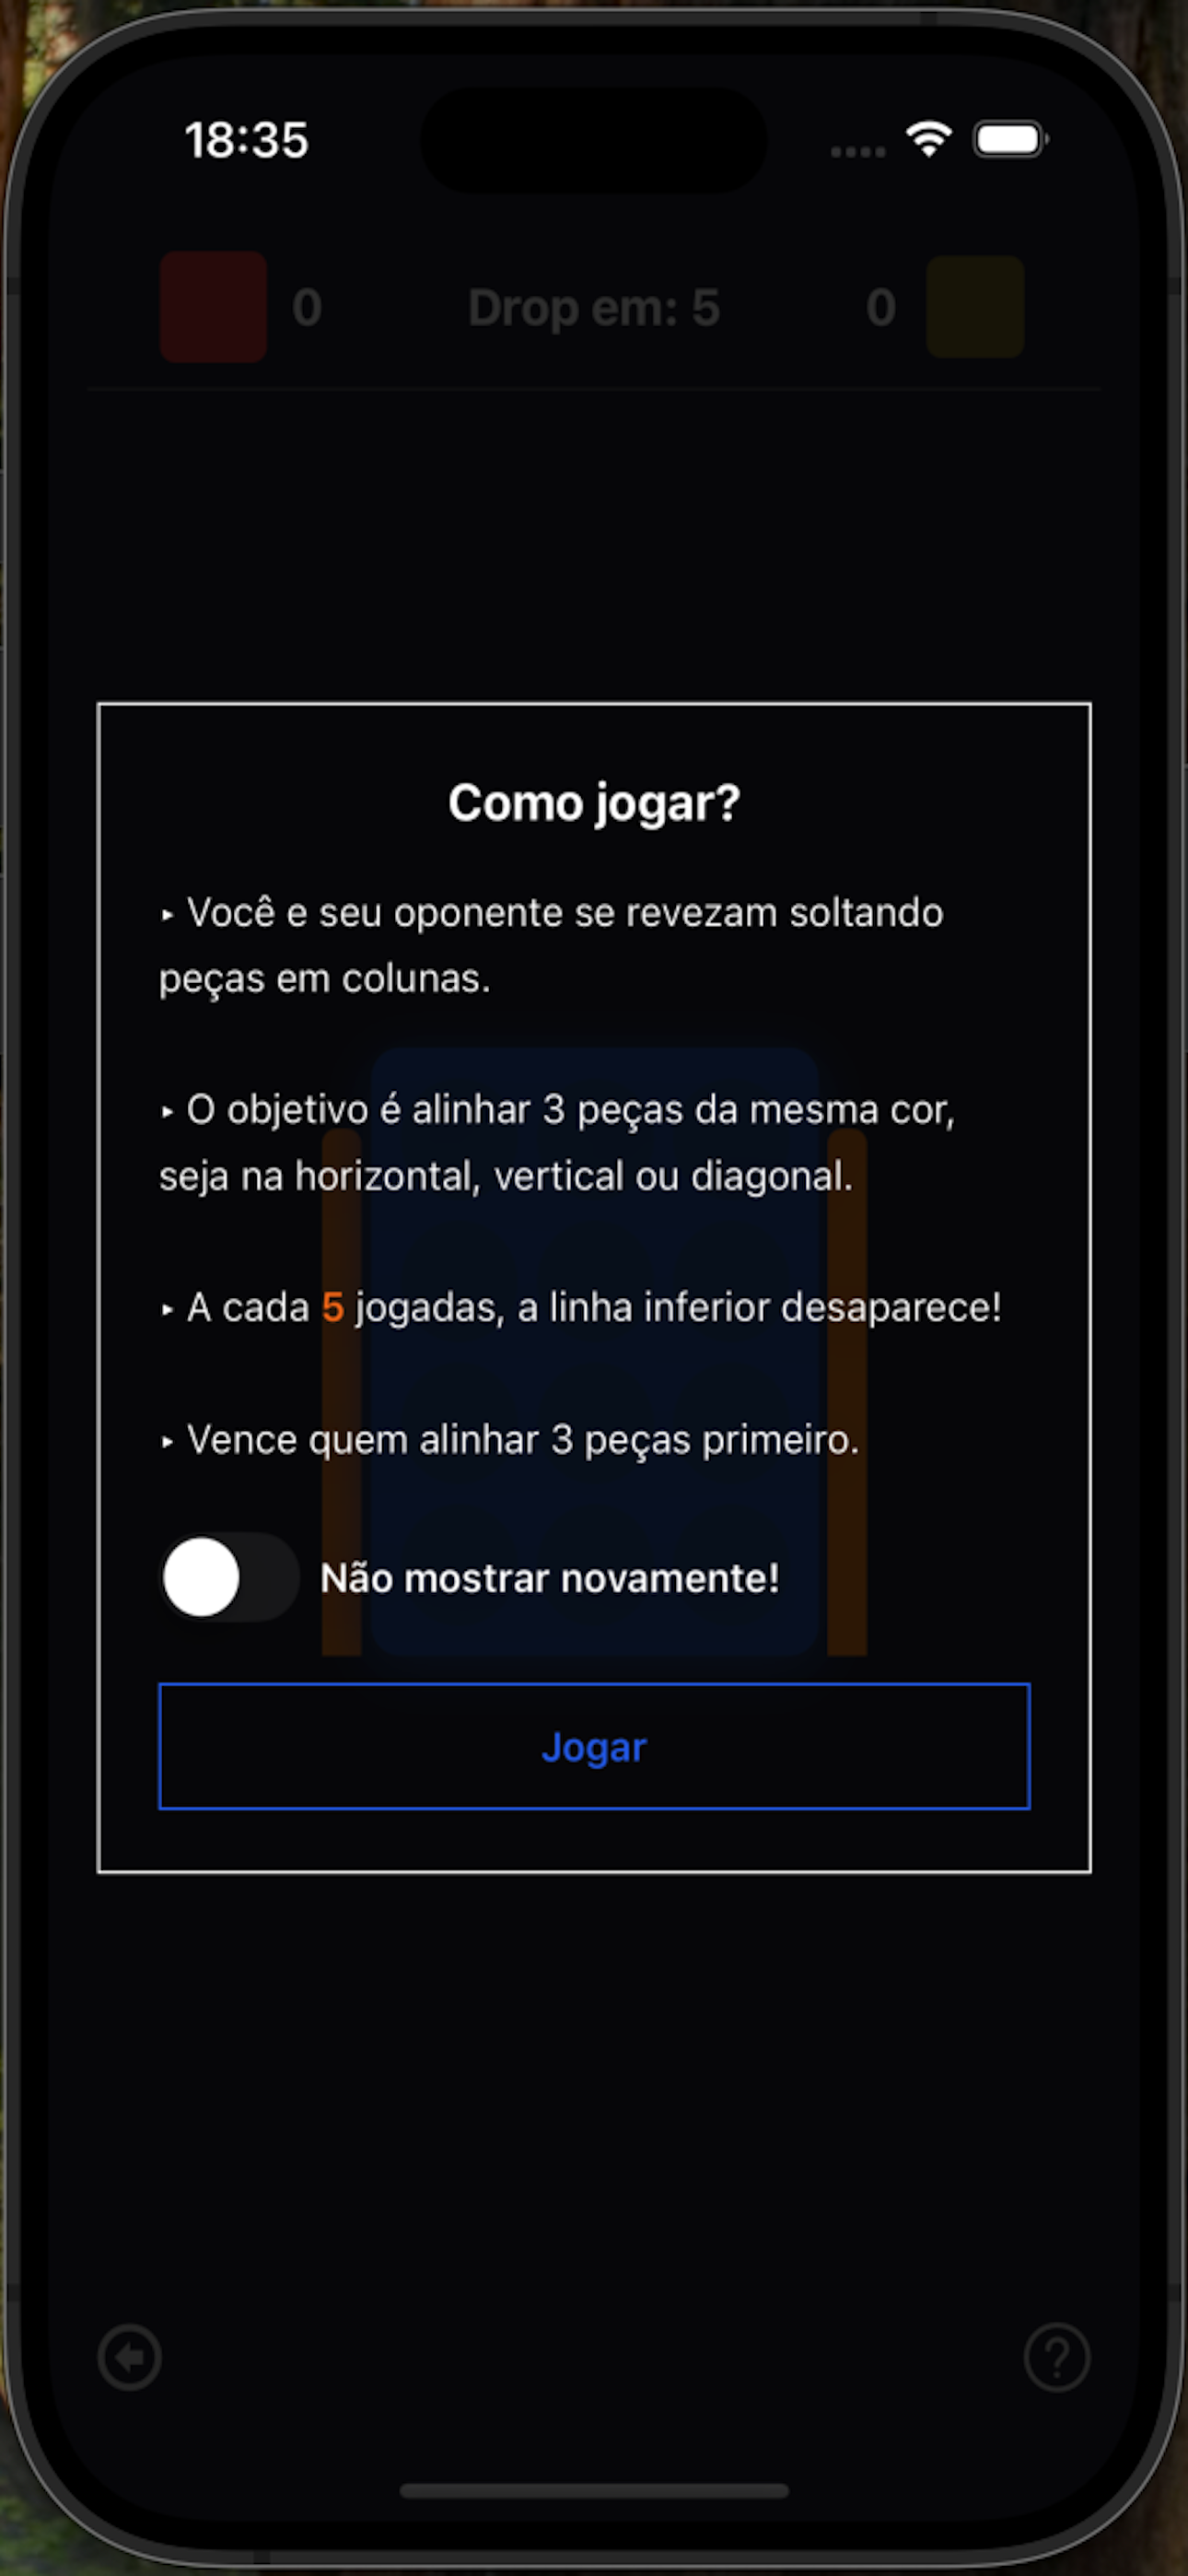 18:35
0 Drop em: 5 0
Como jogar?
‣ Você e seu oponente se revezam soltando
peças em colunas.
‣ O objetivo é alinhar 3 peças da mesma cor,
seja na horizontal, vertical ou diagonal.
‣ A cada 5 jogadas, a linha inferior desaparece!
‣ Vence quem alinhar 3 peças primeiro.
Não mostrar novamente!
Jogar
?